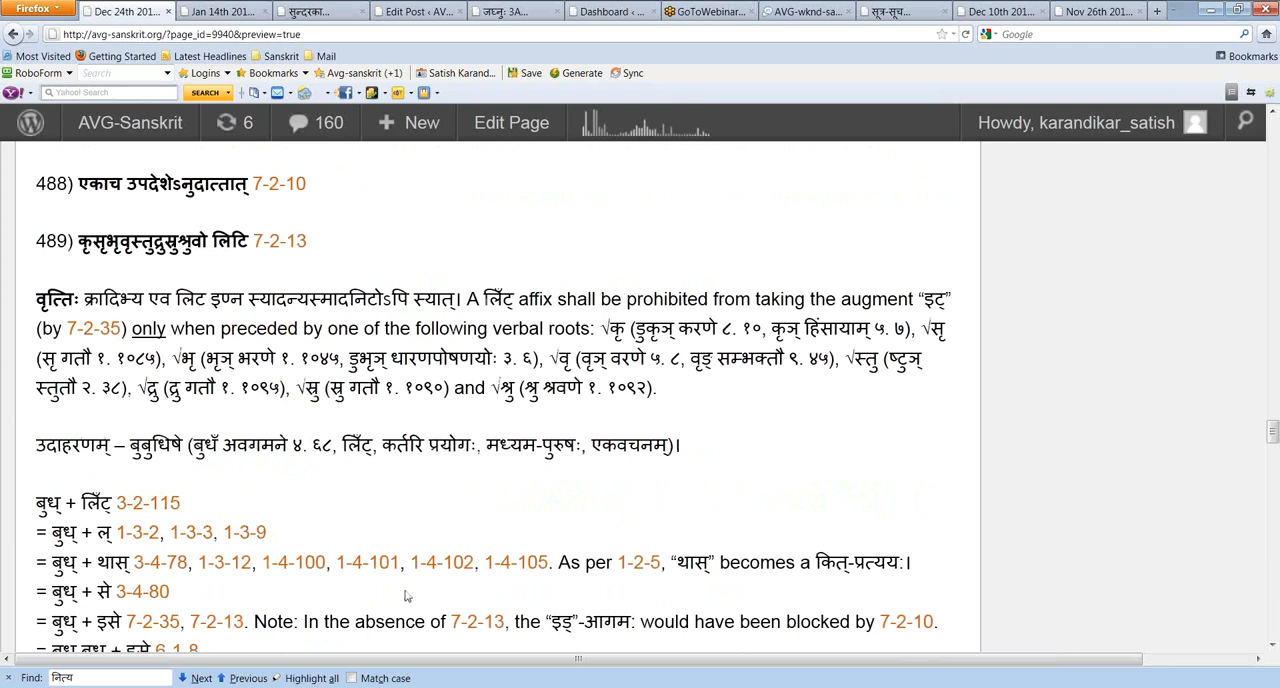 Firefox
Dec 24th 201... Jan 14th 201... सुन्दरका... Edit Post ‹ AV... जघ्नुः: 3A... Dashboard ‹ ... GoToWebinar... AVG-wknd-sa... सूत्र-सूच... Dec 10th 201... Nov 26th 201...
http://avg-sanskrit.org/?page_id=9940&preview=true Google
Most Visited Getting Started Latest Headlines Sanskrit Mail Bookmarks
RoboForm Search Logins Bookmarks Avg-sanskrit (+1) Satish Karand... Save Generate Sync
Yahoo! Search SEARCH
AVG-Sanskrit 6 160 New Edit Page Howdy, karandikar_satish
488) एकाच उपदेशेऽनुदात्तात् 7-2-10
489) कृसृभृवृस्तुद्रुस्रुश्रुवो लिटि 7-2-13
वृत्तिः क्रादिभ्य एव लिट इण्न स्यादन्यस्मादनिटोऽपि स्यात्। A लिँट् affix shall be prohibited from taking the augment “इट्”
(by 7-2-35) only when preceded by one of the following verbal roots: √कृ (डुकृञ् करणे ८. १०, कृञ् हिंसायाम् ५. ७), √सृ
(सृ गतौ १. १०८५), √भृ (भृञ् भरणे १. १०४५, डुभृञ् धारणपोषणयोः ३. ६), √वृ (वृञ् वरणे ५. ८, वृङ् सम्भक्तौ ९. ४५), √स्तु (ष्टुञ्
स्तुतौ २. ३८), √द्रु (द्रु गतौ १. १०९५), √स्रु (स्रु गतौ १. १०९०) and √श्रु (श्रु श्रवणे १. १०९२).
उदाहरणम् – बुबुधिषे (बुधँ अवगमने ४. ६८, लिँट्, कर्तरि प्रयोगः, मध्यम-पुरुषः, एकवचनम्)।
बुध् + लिँट् 3-2-115
= बुध् + ल् 1-3-2, 1-3-3, 1-3-9
= बुध् + थास् 3-4-78, 1-3-12, 1-4-100, 1-4-101, 1-4-102, 1-4-105. As per 1-2-5, “थास्” becomes a कित्-प्रत्ययः।
= बुध् + से 3-4-80
= बुध् + इसे 7-2-35, 7-2-13. Note: In the absence of 7-2-13, the “इड्”-आगमः would have been blocked by 7-2-10.
= बुध् बुध् + इसे 6-1-8
Find: नित्य Next Previous Highlight all Match case